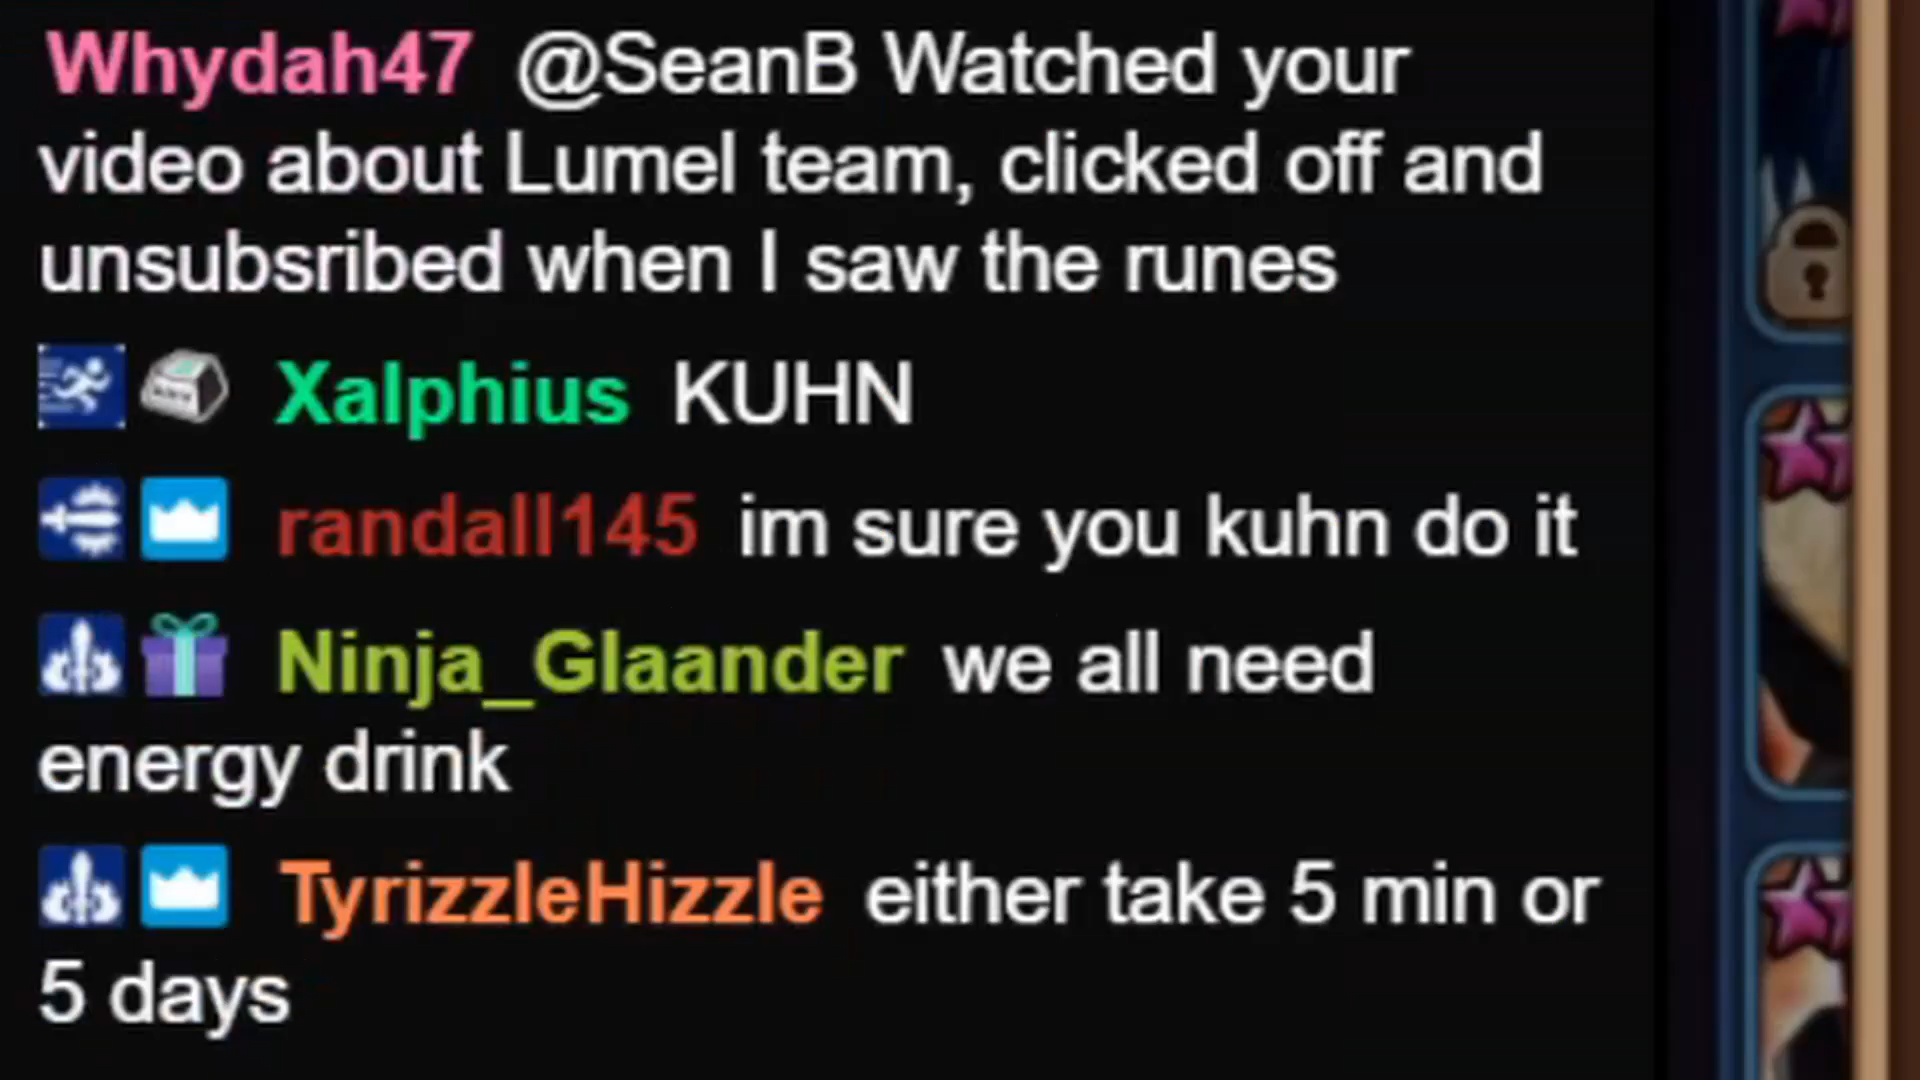 Whydah47 @SeanB Watched your
video about Lumel team, clicked off and
unsubsribed when I saw the runes
Xalphius KUHN
randall145 im sure you kuhn do it
Ninja_Glaander we all need
energy drink
TyrizzleHizzle either take 5 min or
5 days